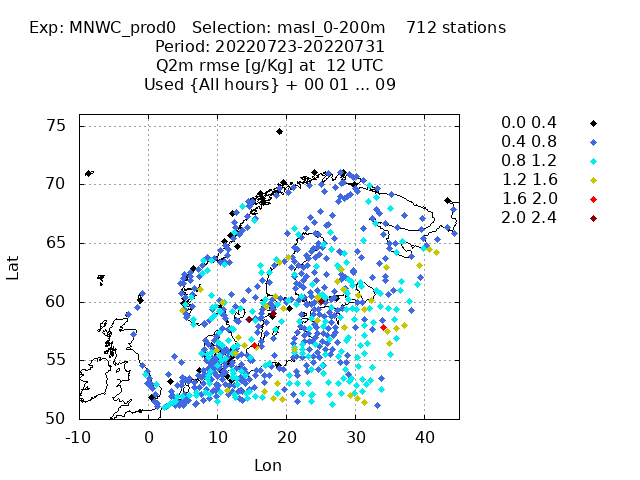 Exp: MNWC_prod0 Selection: masl_0-200m 712 stations
Period: 20220723-20220731
Q2m rmse [g/Kg] at 12 UTC
Used {All hours} + 00 01 ... 09
0.0 0.4
0.4 0.8
0.8 1.2
1.2 1.6
1.6 2.0
2.0 2.4
75
70
65
60
55
50
Lat
-10 0 10 20 30 40
Lon